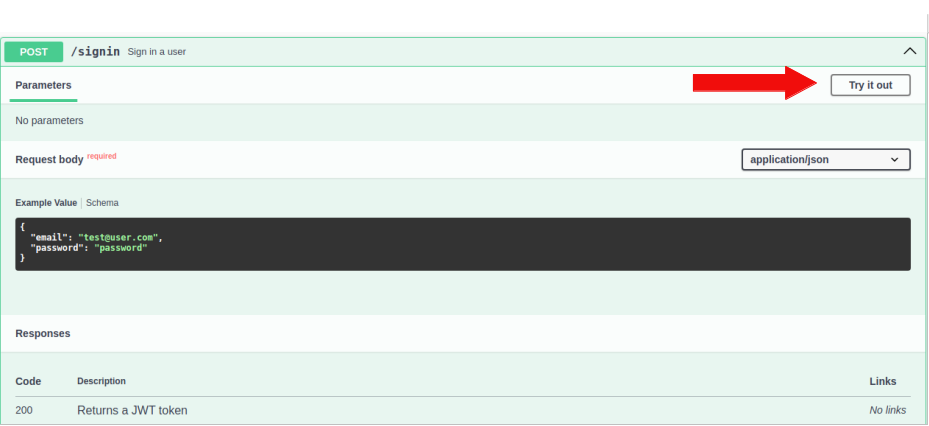 POST /signin Sign in a user
Parameters Try it out
No parameters
Request body required application/json
Example Value Schema
{
"email": "test@user.com",
"password": "password"
}
Responses
Code Description Links
200 Returns a JWT token No links